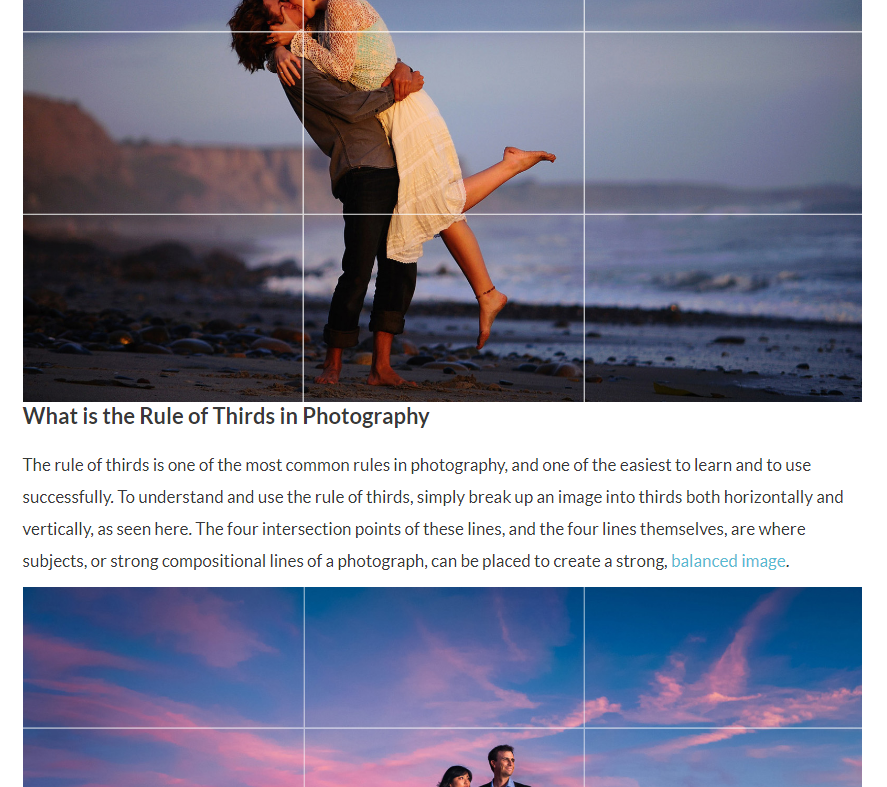 What is the Rule of Thirds in Photography
The rule of thirds is one of the most common rules in photography, and one of the easiest to learn and to use
successfully. To understand and use the rule of thirds, simply break up an image into thirds both horizontally and
vertically, as seen here. The four intersection points of these lines, and the four lines themselves, are where
subjects, or strong compositional lines of a photograph, can be placed to create a strong, balanced image.